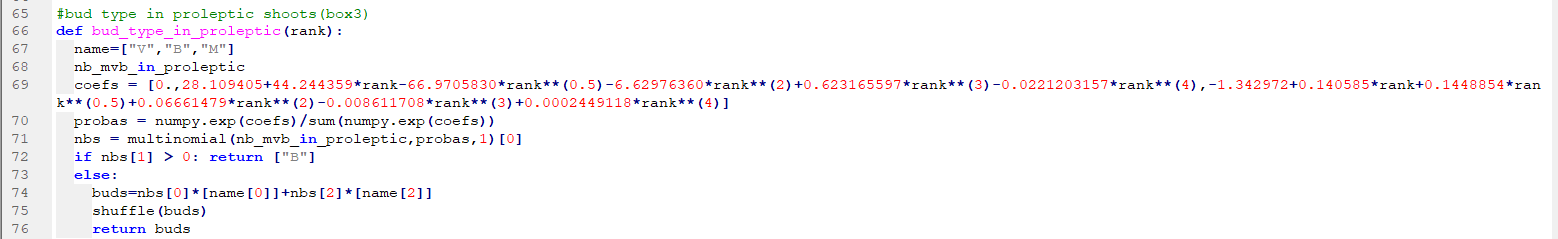 65 #bud type in proleptic shoots(box3)
66 def bud_type_in_proleptic(rank):
67 name=["V","B","M"]
68 nb_mvb_in_proleptic
69 coefs = [0.,28.109405+44.244359*rank-66.9705830*rank**(0.5)-6.62976360*rank**(2)+0.623165597*rank**(3)-0.0221203157*rank**(4),-1.342972+0.140585*rank+0.1448854*ran
k**(0.5)+0.06661479*rank**(2)-0.008611708*rank**(3)+0.0002449118*rank**(4)]
70 probas = numpy.exp(coefs)/sum(numpy.exp(coefs))
71 nbs = multinomial(nb_mvb_in_proleptic,probas,1)[0]
72 if nbs[1] > 0: return ["B"]
73 else:
74 buds=nbs[0]*[name[0]]+nbs[2]*[name[2]]
75 shuffle(buds)
76 return buds